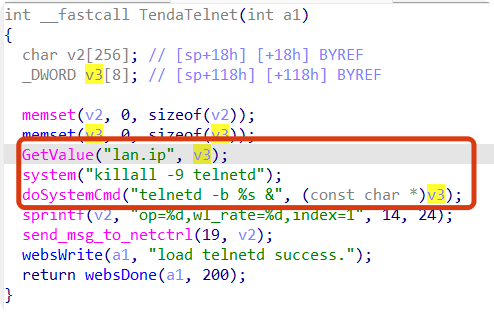 int __fastcall TendaTelnet(int a1)
{
char v2[256]; // [sp+18h] [+18h] BYREF
_DWORD v3[8]; // [sp+118h] [+118h] BYREF
memset(v2, 0, sizeof(v2));
memset(v3, 0, sizeof(v3));
GetValue("lan.ip", v3);
system("killall -9 telnetd");
doSystemCmd("telnetd -b %s &", (const char *)v3);
sprintf(v2, "op=%d,wl_rate=%d,index=1", 14, 24);
send_msg_to_netctrl(19, v2);
websWrite(a1, "load telnetd success.");
return websDone(a1, 200);
}